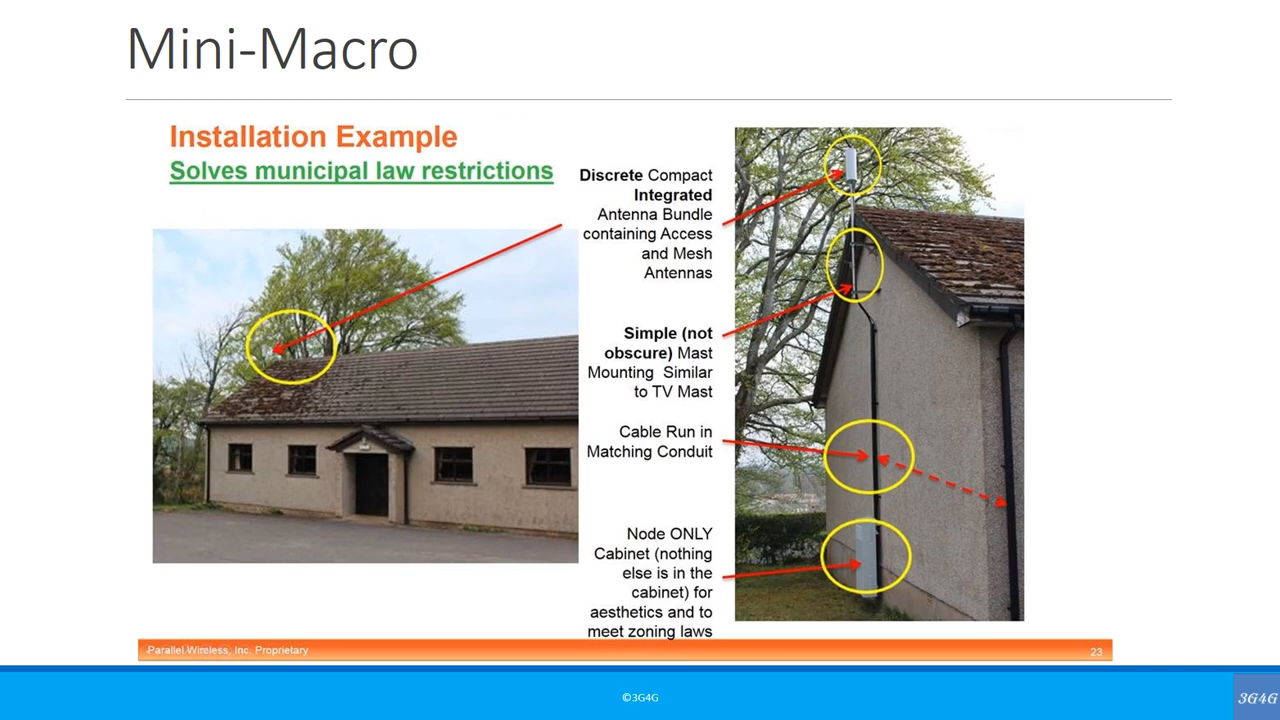 Mini-Macro
Installation Example
Solves municipal law restrictions
Discrete Compact
Integrated
Antenna Bundle
containing Access
and Mesh
Antennas
Simple (not
obscure) Mast
Mounting Similar
to TV Mast
Cable Run in
Matching Conduit
Node ONLY
Cabinet (nothing
else is in the
cabinet) for
aesthetics and to
meet zoning laws
Parallel Wireless, Inc. Proprietary
23
©3G4G
3G4G